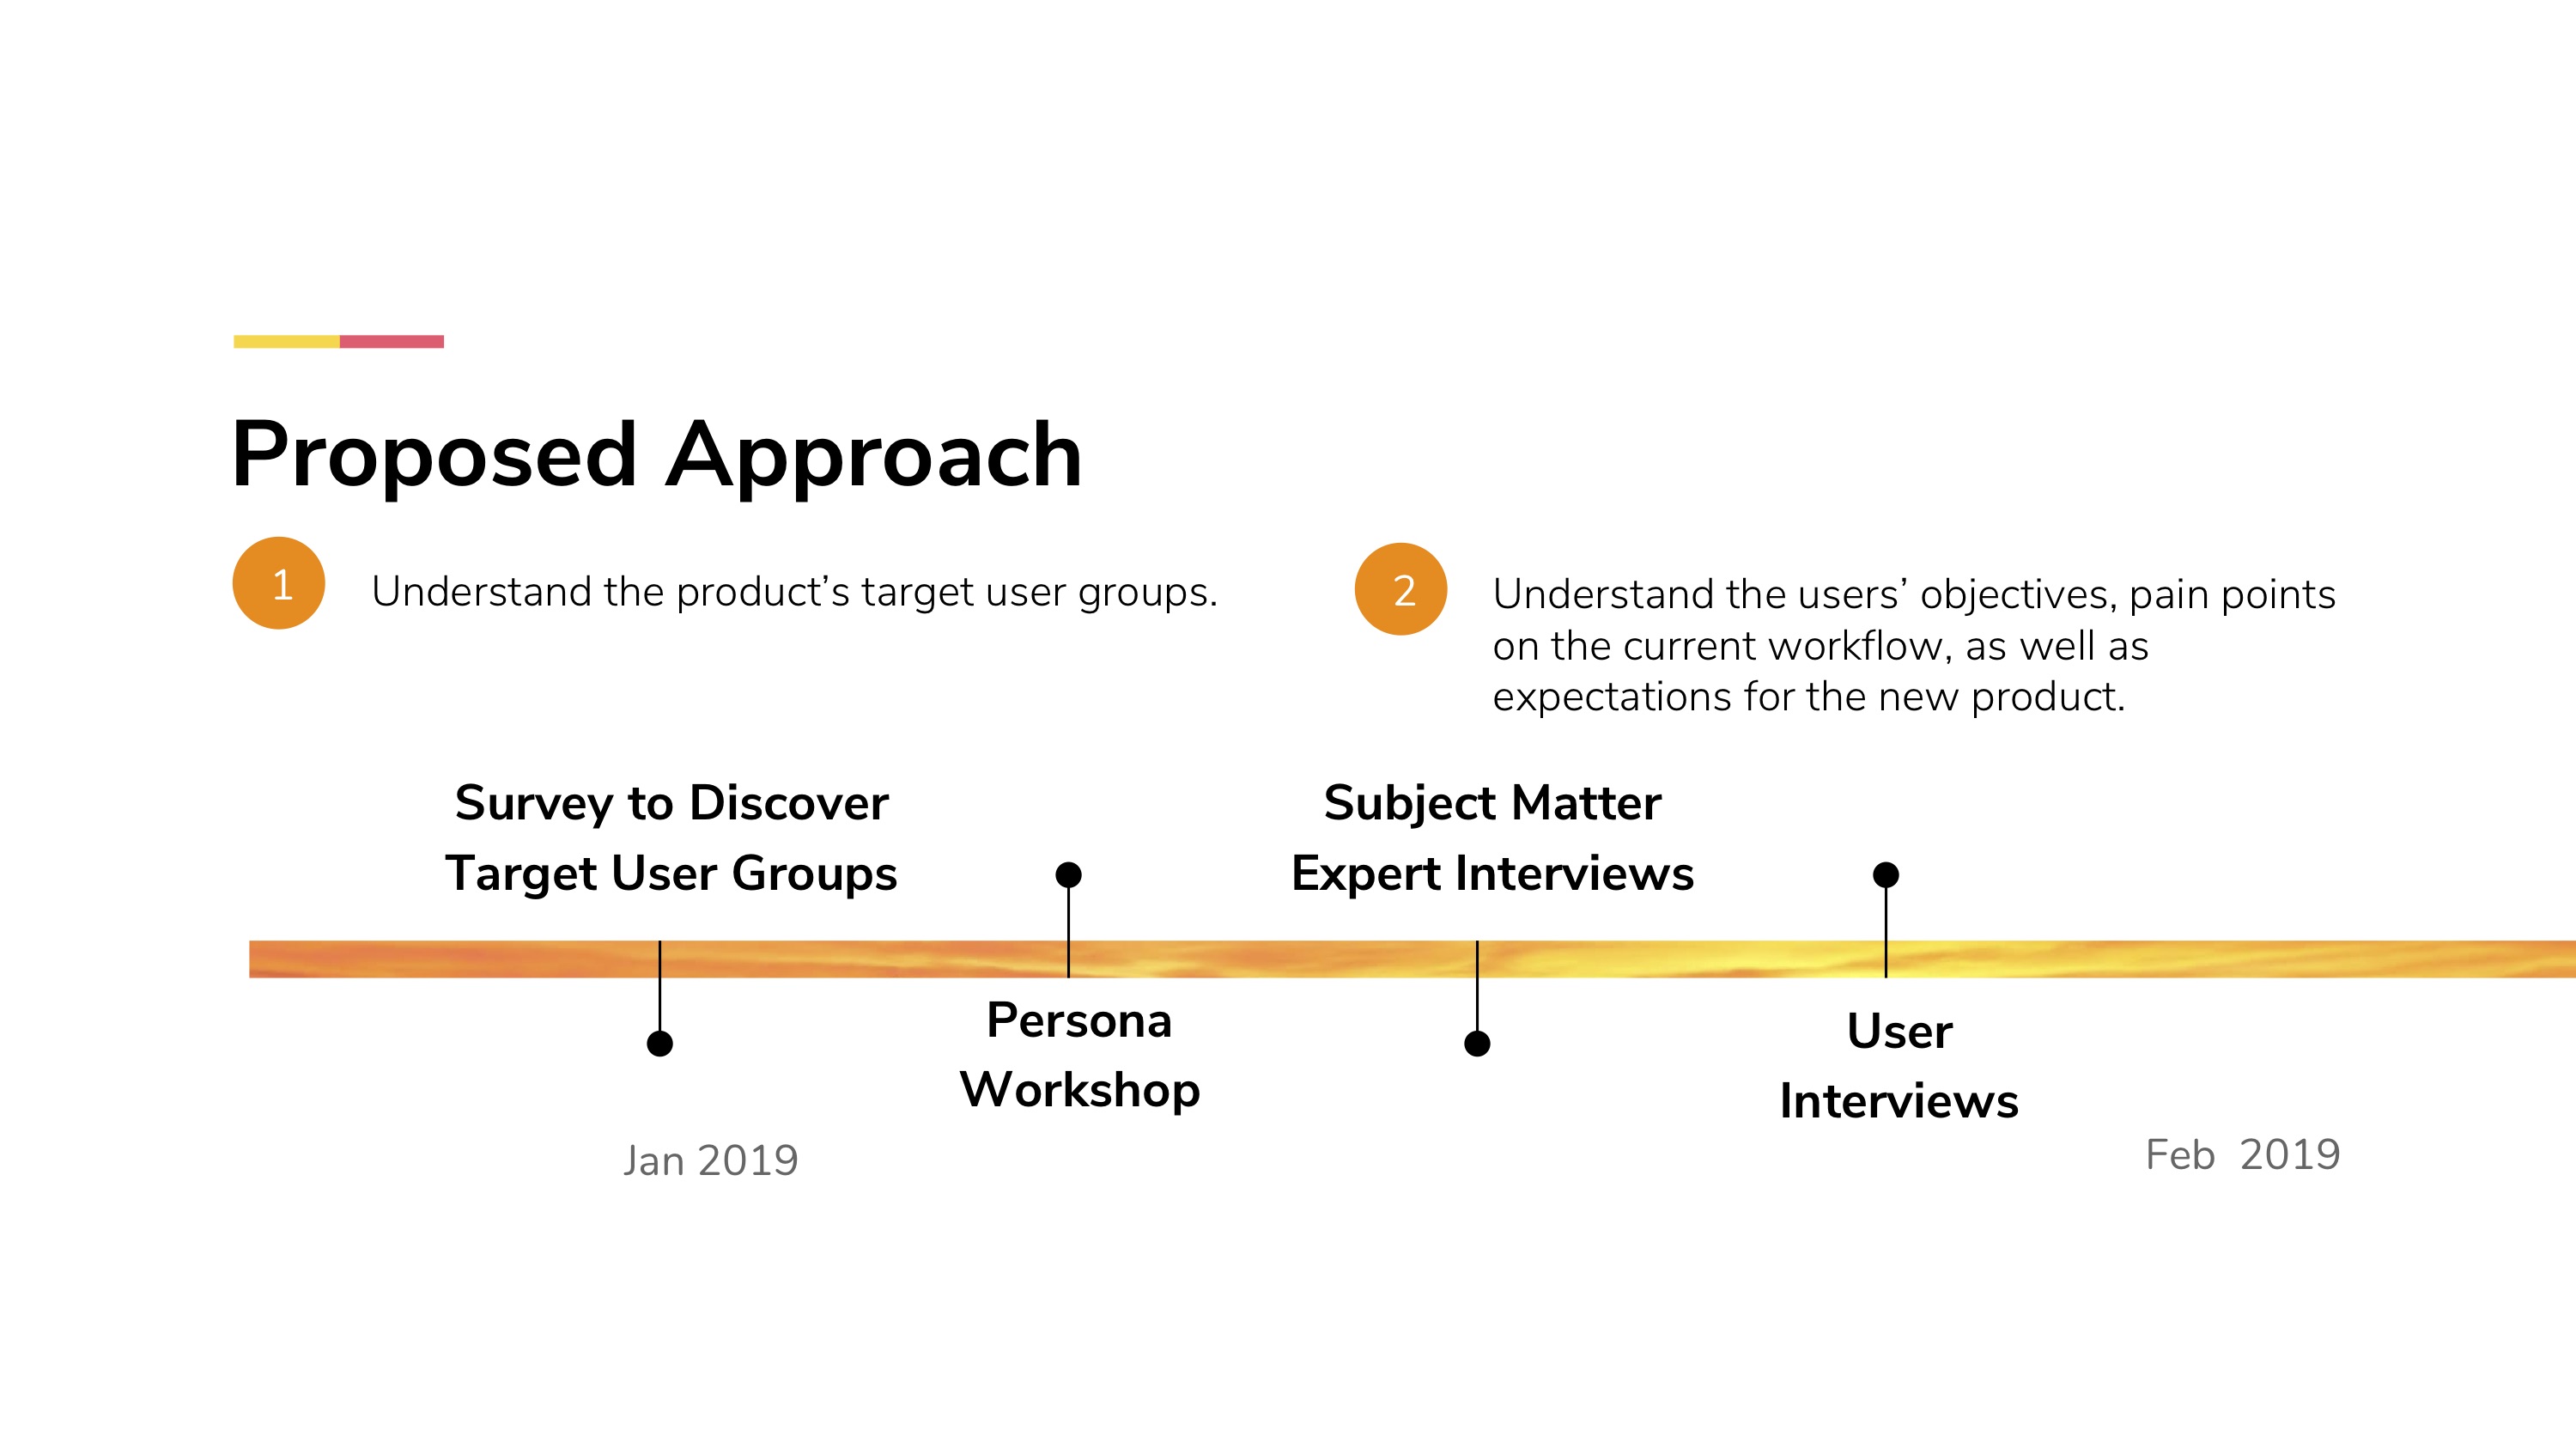 Proposed Approach
1
Understand the product’s target user groups.
2
Understand the users’ objectives, pain points
on the current workflow, as well as
expectations for the new product.
Survey to Discover
Target User Groups
Subject Matter
Expert Interviews
Persona
Workshop
User
Interviews
Jan 2019
Feb  2019